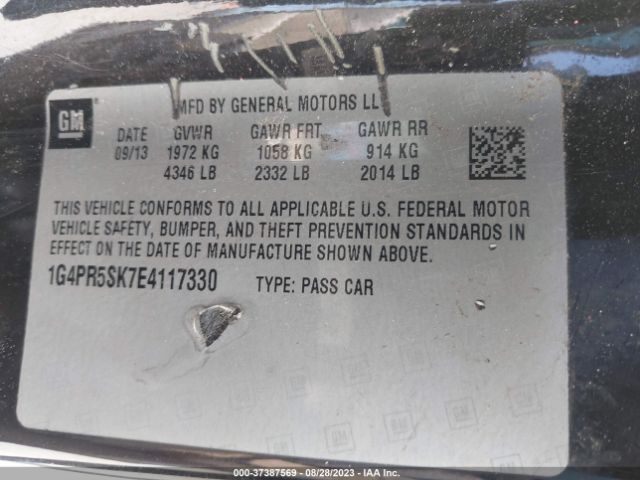 MFD BY GENERAL MOTORS LL
GM
DATE GVWR GAWR FRT GAWR RR
09/13 1972 KG 1058 KG 914 KG
4346 LB 2332 LB 2014 LB
THIS VEHICLE CONFORMS TO ALL APPLICABLE U.S. FEDERAL MOTOR
VEHICLE SAFETY, BUMPER, AND THEFT PREVENTION STANDARDS IN
EFFECT ON THE DATE OF MANUFACTURE SHOWN ABOVE.
1G4PR5SK7E4117330 TYPE: PASS CAR
000-37387569 - 08/28/2023 - IAA Inc.